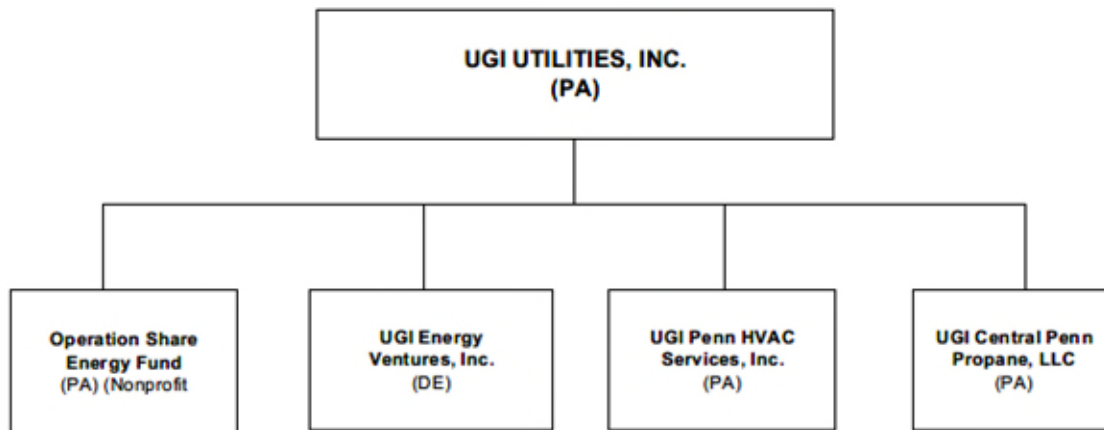 UGI UTILITIES, INC.
(PA)
Operation Share
Energy Fund
(PA) (Nonprofit
UGI Energy
Ventures, Inc.
(DE)
UGI Penn HVAC
Services, Inc.
(PA)
UGI Central Penn
Propane, LLC
(PA)